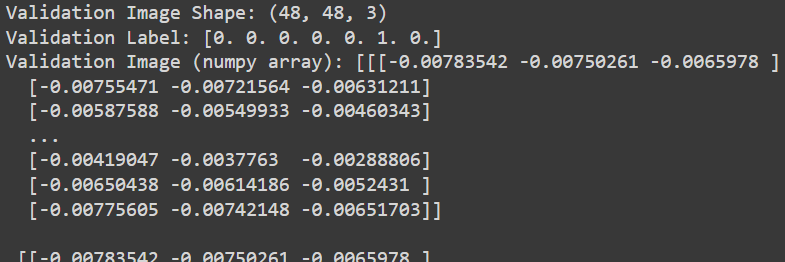 Validation Image Shape: (48, 48, 3)
Validation Label: [0. 0. 0. 0. 0. 1. 0.]
Validation Image (numpy array): [[[-0.00783542 -0.00750261 -0.0065978 ]
[-0.00755471 -0.00721564 -0.00631211]
[-0.00587588 -0.00549933 -0.00460343]
...
[-0.00419047 -0.0037763  -0.00288806]
[-0.00650438 -0.00614186 -0.0052431 ]
[-0.00775605 -0.00742148 -0.00651703]]
[[-0.00783542 -0.00750261 -0.0065978 ]